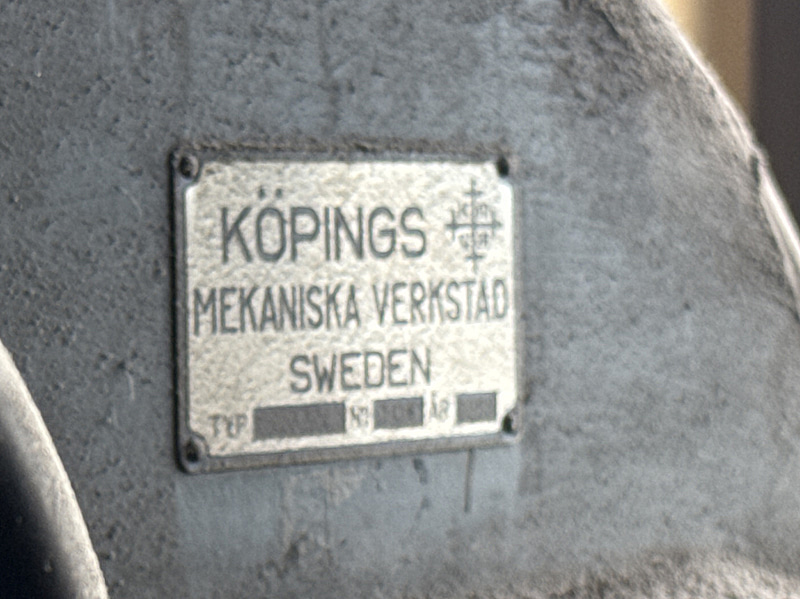 KÖPINGS
MEKANISKA VERKSTAD
SWEDEN
TYP No ÅR